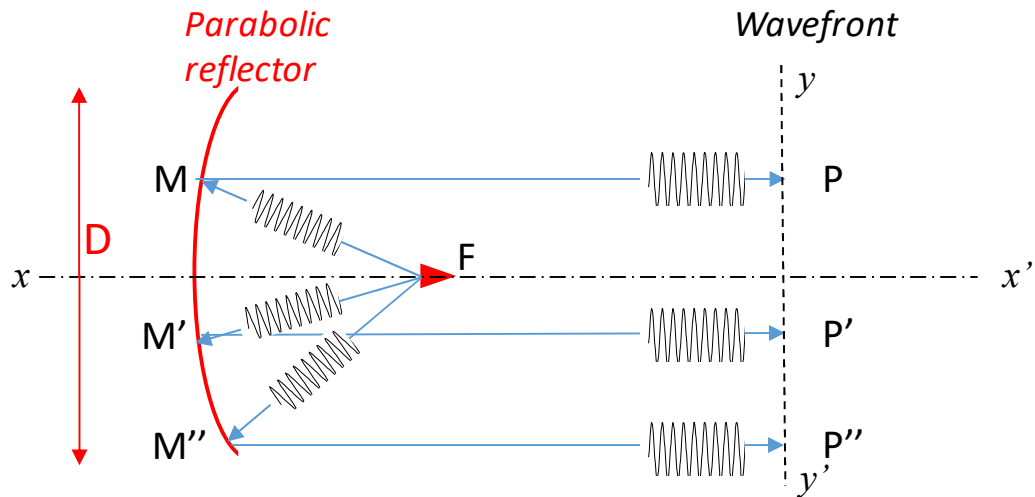 Parabolic
reflector
Wavefront
y
M
P
D
F
x
x’
M’
P’
M’’
P’’
y’